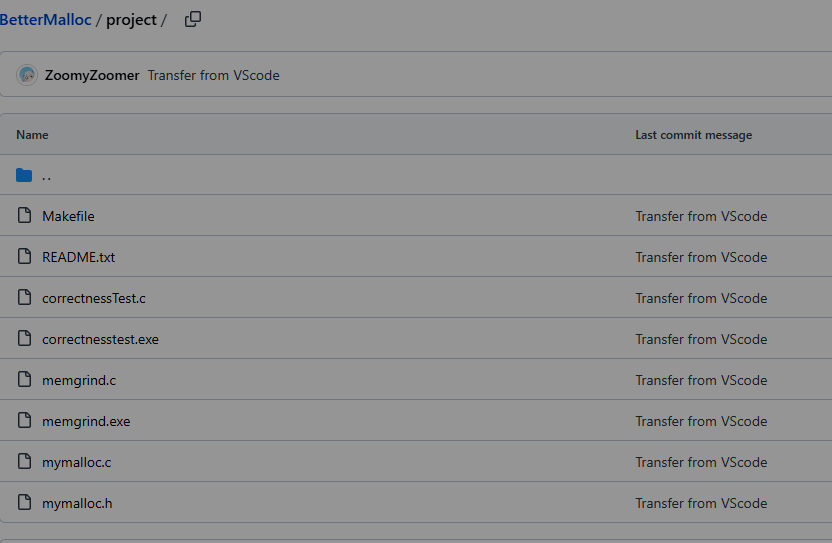 BetterMalloc / project /
ZoomyZoomer Transfer from VScode
Name Last commit message
..
Makefile Transfer from VScode
README.txt Transfer from VScode
correctnessTest.c Transfer from VScode
correctnesstest.exe Transfer from VScode
memgrind.c Transfer from VScode
memgrind.exe Transfer from VScode
mymalloc.c Transfer from VScode
mymalloc.h Transfer from VScode